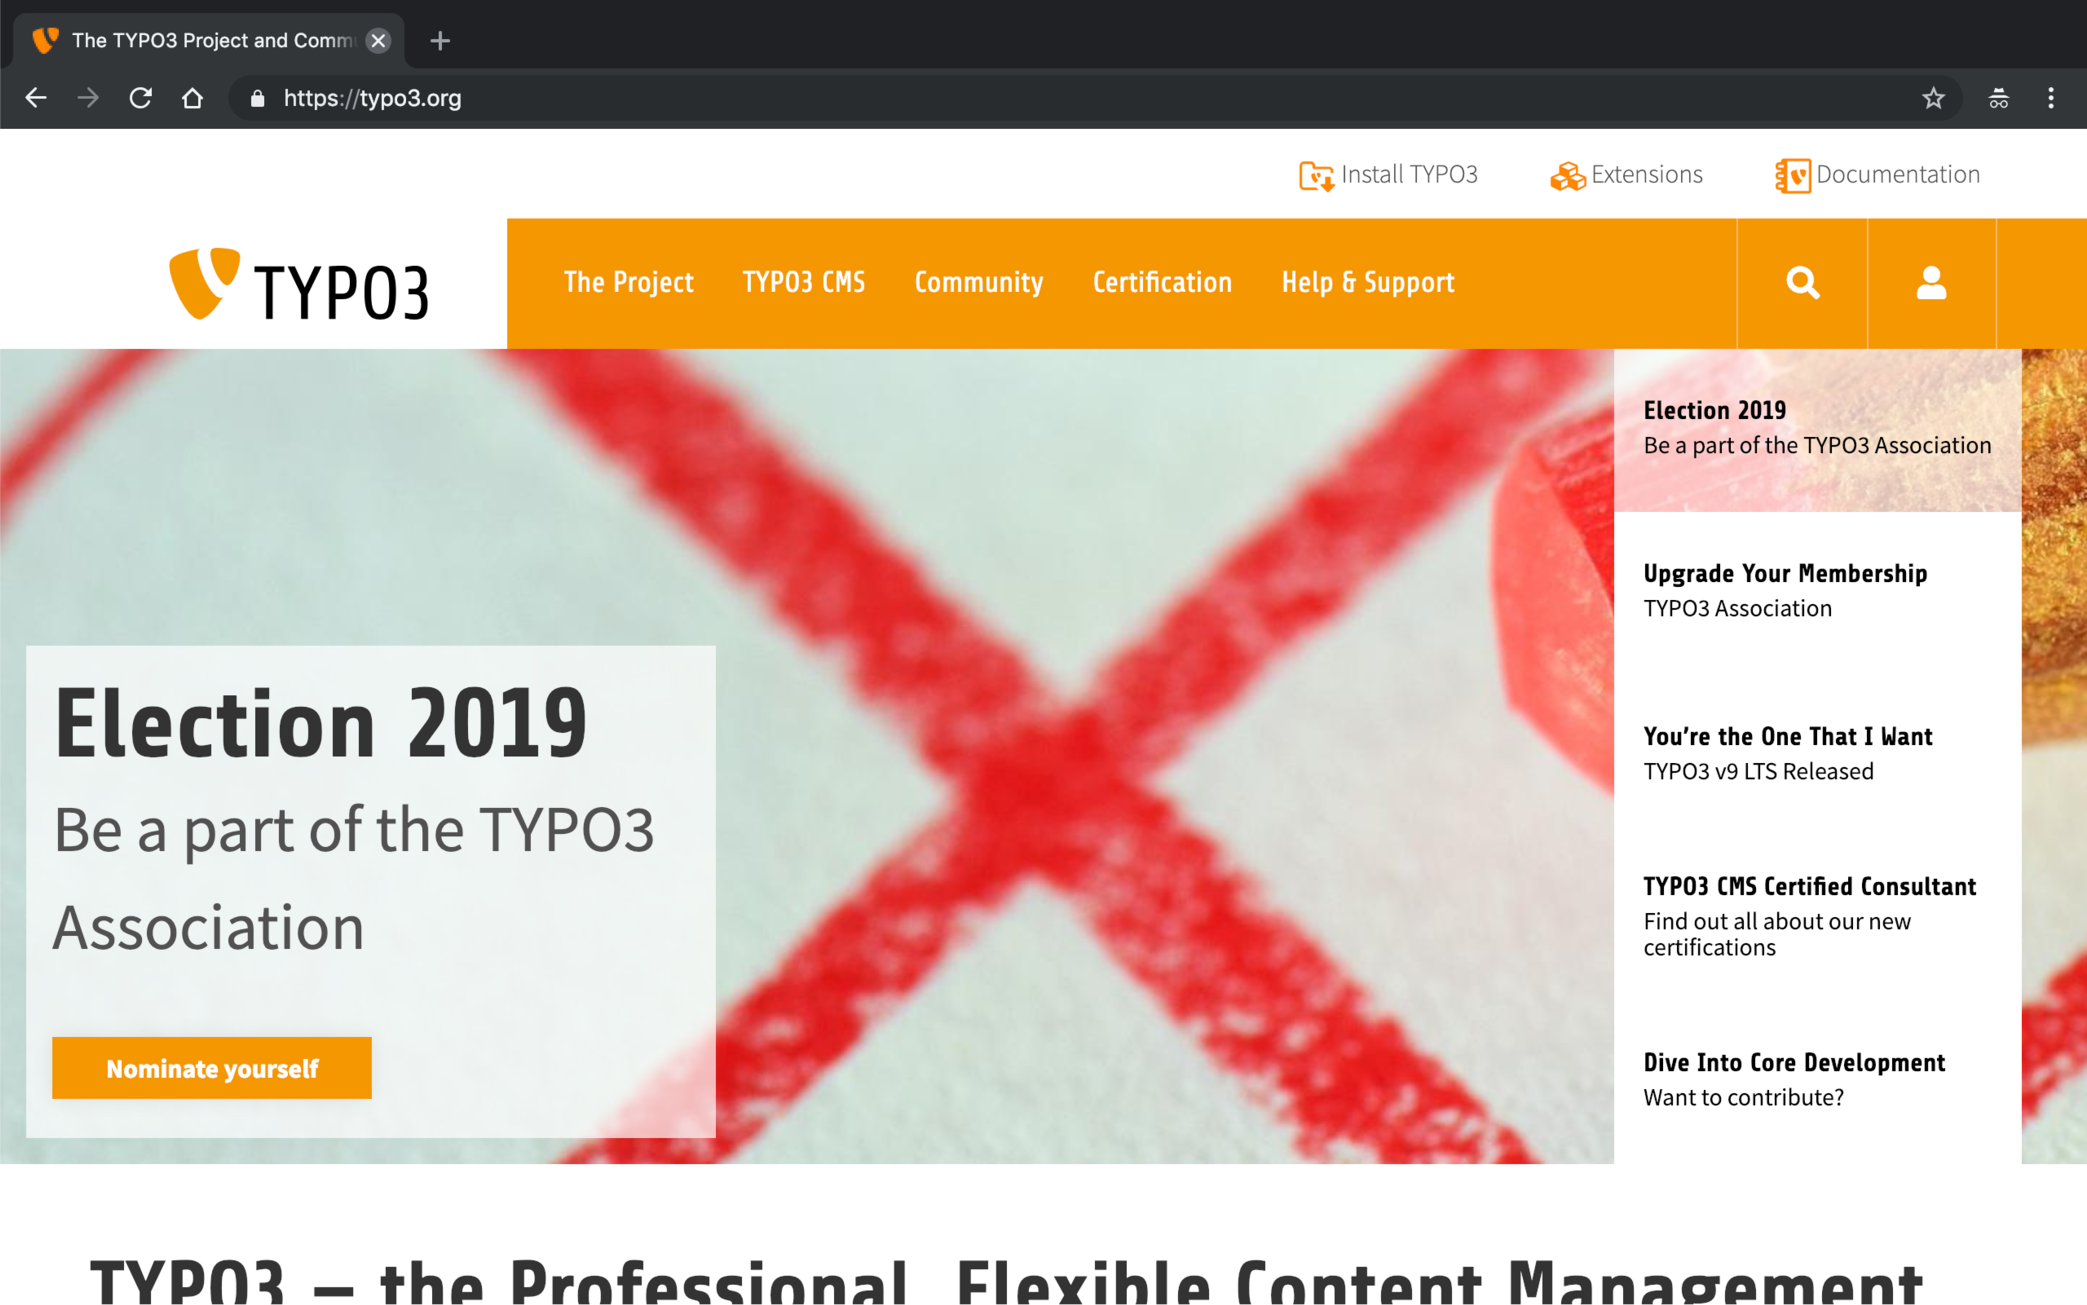 The TYPO3 Project and Comm
https://typo3.org
Install TYPO3
Extensions
Documentation
TYPO3
The Project
TYPO3 CMS
Community
Certification
Help & Support
Election 2019
Be a part of the TYPO3
Association
Nominate yourself
Election 2019
Be a part of the TYPO3 Association
Upgrade Your Membership
TYPO3 Association
You're the One That I Want
TYPO3 v9 LTS Released
TYPO3 CMS Certified Consultant
Find out all about our new
certifications
Dive Into Core Development
Want to contribute?
TYPO3 – the Professional, Flexible Content Management